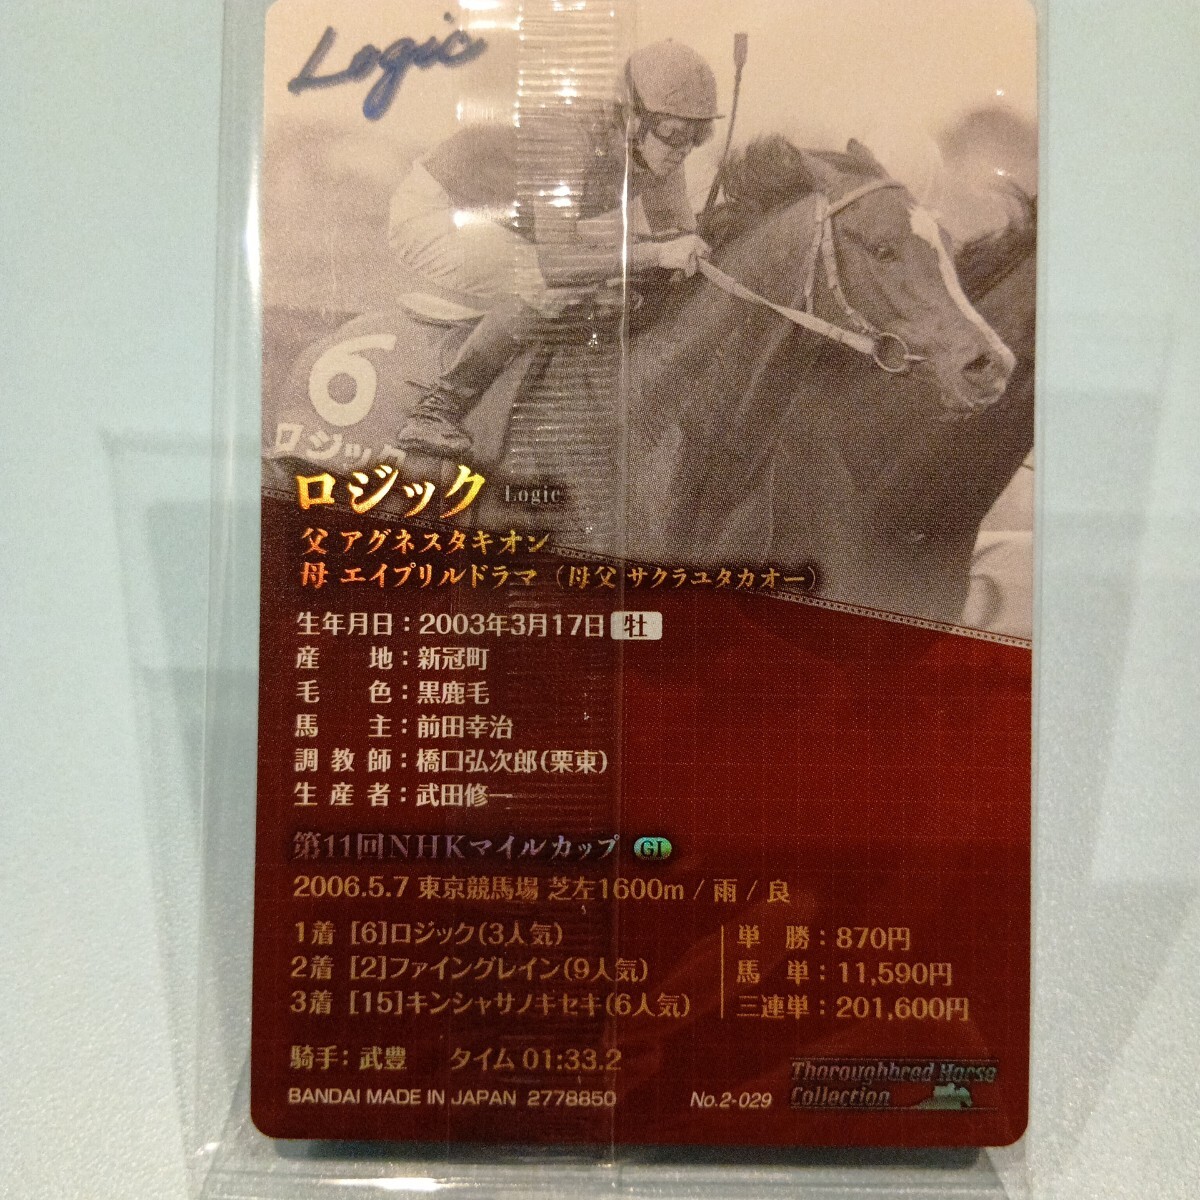 Logic
6
ロジック
ロジック Logic
父 アグネスタキオン
母 エイプリルドラマ（母父 サクラユタカオー）
生年月日：2003年3月17日 牡
産地：新冠町
毛色：黒鹿毛
馬主：前田幸治
調教師：橋口弘次郎(栗東)
生産者：武田修一
第11回NHKマイルカップ GI
2006.5.7 東京競馬場 芝左1600m / 雨 / 良
1着 [6]ロジック(3人気)
2着 [2]ファイングレイン(9人気)
3着 [15]キンシャサノキセキ(6人気)
単勝：870円
馬単：11,590円
三連単：201,600円
騎手：武豊 タイム 01:33.2
BANDAI MADE IN JAPAN 2778850
No.2-029
Thoroughbred Horse
Collection